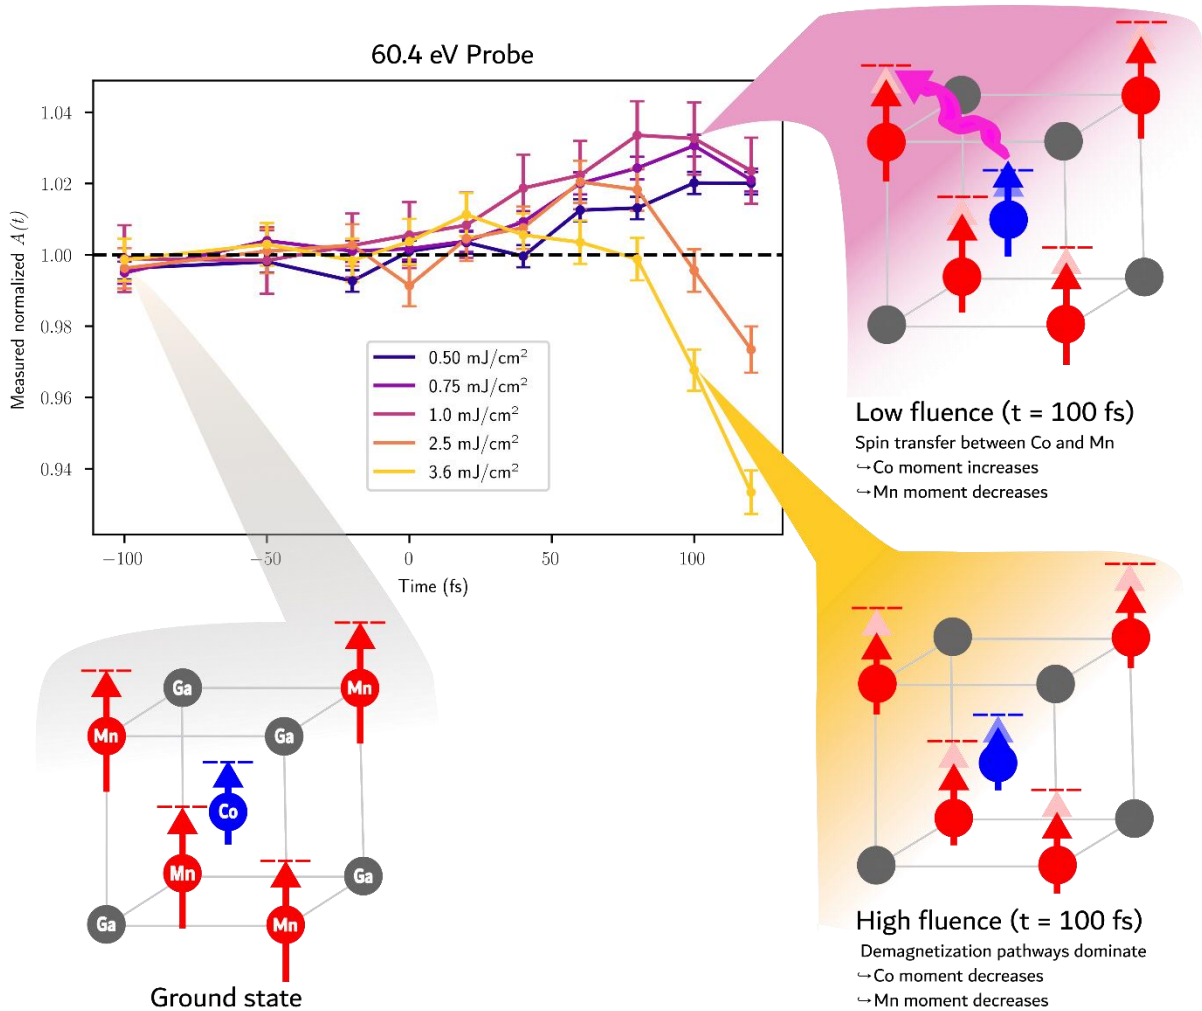 60.4 eV Probe
Measured normalized A(t)
1.04
1.02
1.00
0.98
0.96
0.94
0.50 mJ/cm²
0.75 mJ/cm²
1.0 mJ/cm²
2.5 mJ/cm²
3.6 mJ/cm²
−100
−50
0
50
100
Time (fs)
Low fluence (t = 100 fs)
Spin transfer between Co and Mn
↪Co moment increases
↪Mn moment decreases
Ga
Mn
Mn
Ga
Co
Mn
Ga
Ga
Mn
Ground state
High fluence (t = 100 fs)
Demagnetization pathways dominate
↪Co moment decreases
↪Mn moment decreases